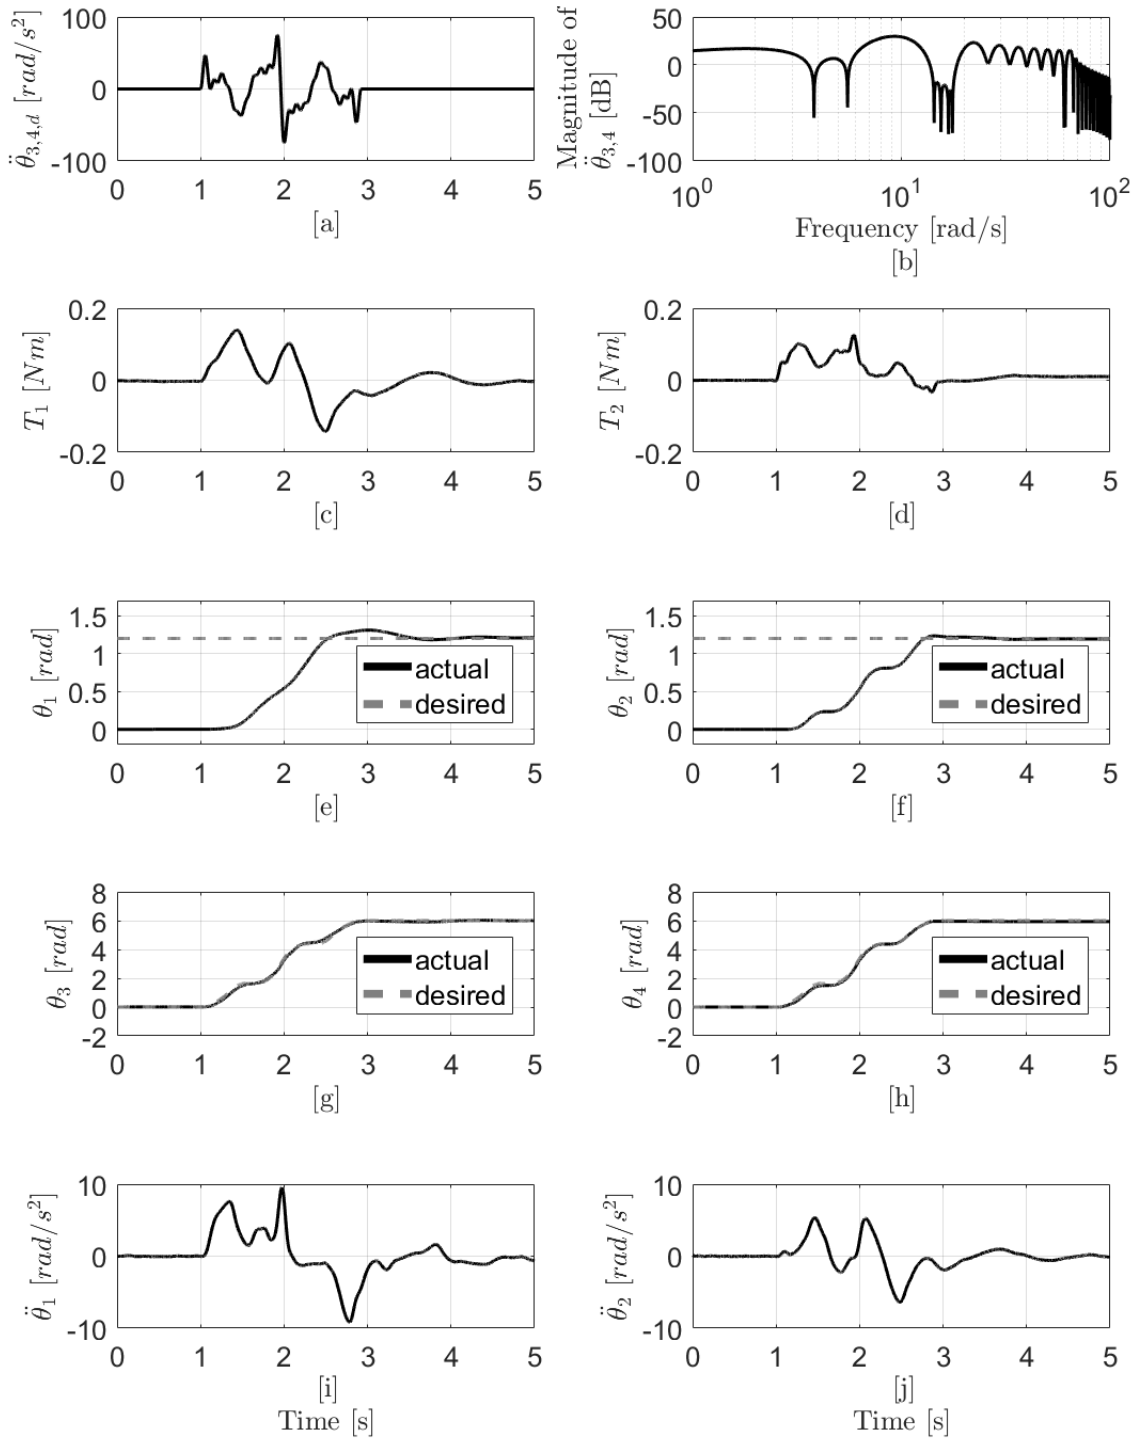 100
0
-100
θ̈3,4,d [rad/s²]
0 1 2 3 4 5
[a]
50
0
-50
-100
Magnitude of
θ̈3,4 [dB]
10⁰ 10¹ 10²
Frequency [rad/s]
[b]
0.2
0
-0.2
T1 [Nm]
0 1 2 3 4 5
[c]
0.2
0
-0.2
T2 [Nm]
0 1 2 3 4 5
[d]
1.5
1
0.5
0
θ1 [rad]
actual
desired
0 1 2 3 4 5
[e]
1.5
1
0.5
0
θ2 [rad]
actual
desired
0 1 2 3 4 5
[f]
8
6
4
2
0
-2
θ3 [rad]
actual
desired
0 1 2 3 4 5
[g]
8
6
4
2
0
-2
θ4 [rad]
actual
desired
0 1 2 3 4 5
[h]
10
0
-10
θ̈1 [rad/s²]
0 1 2 3 4 5
[i]
Time [s]
10
0
-10
θ̈2 [rad/s²]
0 1 2 3 4 5
[j]
Time [s]